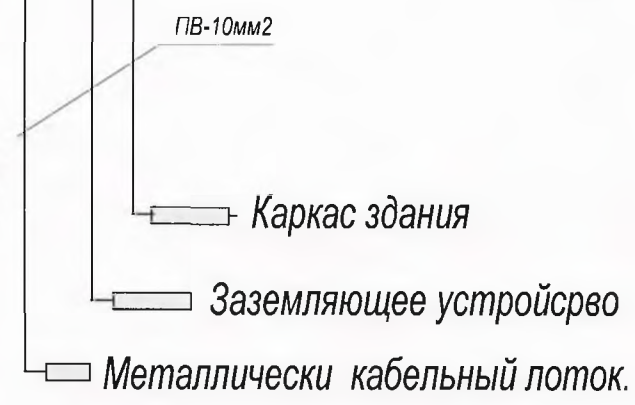 ПВ-10мм2
Каркас здания
Заземляющее устройсрво
Металлически кабельный лоток.